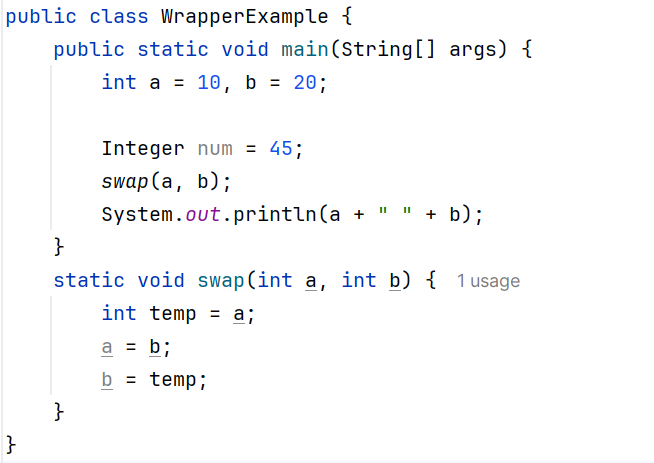 public class WrapperExample {
    public static void main(String[] args) {
        int a = 10, b = 20;

        Integer num = 45;
        swap(a, b);
        System.out.println(a + " " + b);
    }
    static void swap(int a, int b) {  1 usage
        int temp = a;
        a = b;
        b = temp;
    }
}